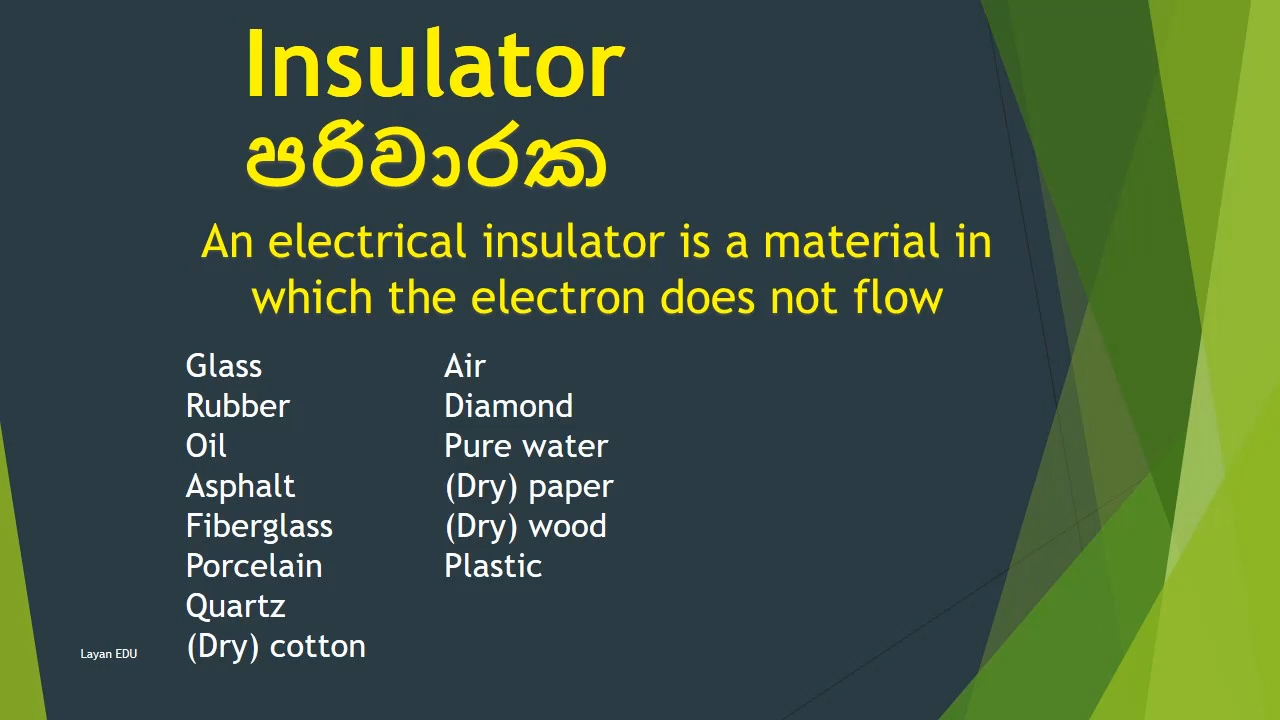 Insulator
පරිවාරක
An electrical insulator is a material in
which the electron does not flow
Glass
Rubber
Oil
Asphalt
Fiberglass
Porcelain
Quartz
(Dry) cotton
Air
Diamond
Pure water
(Dry) paper
(Dry) wood
Plastic
Layan EDU